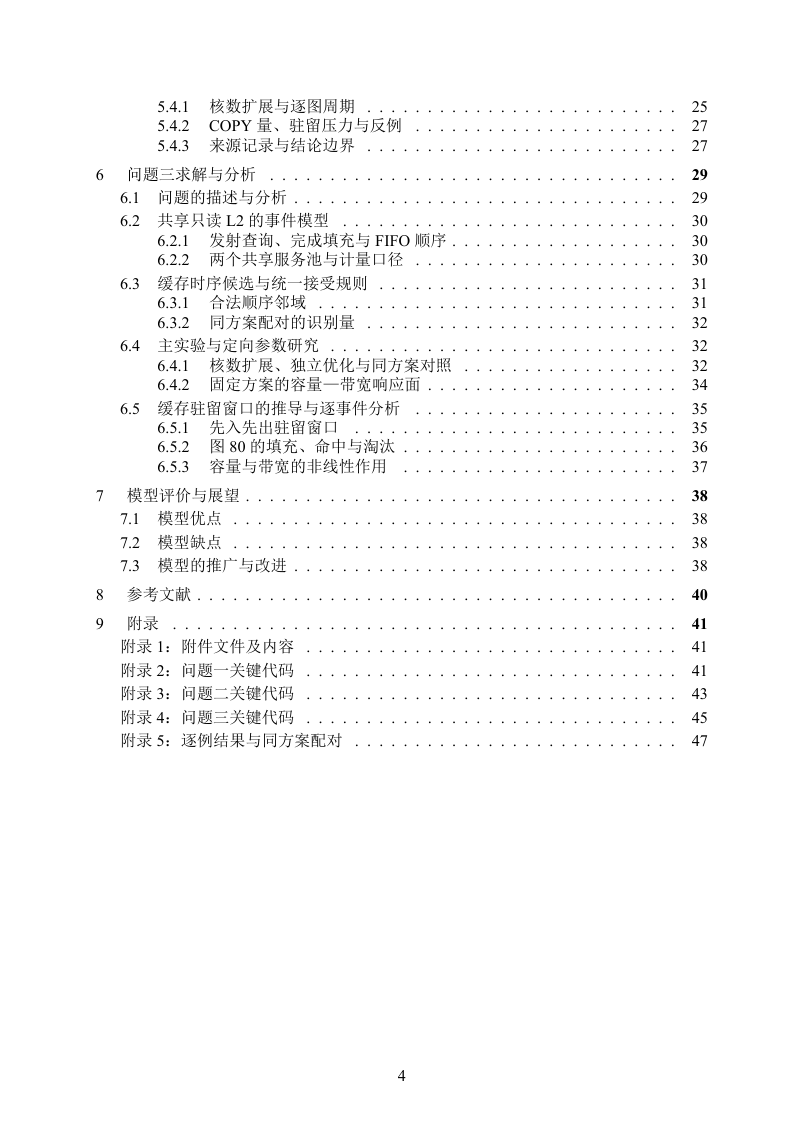 5.4.1 核数扩展与逐图周期 . . . . . . . . . . . . . . . . . . . . . . . . . . 25
5.4.2 COPY 量、驻留压力与反例 . . . . . . . . . . . . . . . . . . . . . . 27
5.4.3 来源记录与结论边界 . . . . . . . . . . . . . . . . . . . . . . . . . . 27
6 问题三求解与分析 . . . . . . . . . . . . . . . . . . . . . . . . . . . . . . . . . . 29
6.1 问题的描述与分析 . . . . . . . . . . . . . . . . . . . . . . . . . . . . . . . . 29
6.2 共享只读 L2 的事件模型 . . . . . . . . . . . . . . . . . . . . . . . . . . . . 30
6.2.1 发射查询、完成填充与 FIFO 顺序 . . . . . . . . . . . . . . . . . . . 30
6.2.2 两个共享服务池与计量口径 . . . . . . . . . . . . . . . . . . . . . . 30
6.3 缓存时序候选与统一接受规则 . . . . . . . . . . . . . . . . . . . . . . . . . 31
6.3.1 合法顺序邻域 . . . . . . . . . . . . . . . . . . . . . . . . . . . . . . 31
6.3.2 同方案配对的识别量 . . . . . . . . . . . . . . . . . . . . . . . . . . 32
6.4 主实验与定向参数研究 . . . . . . . . . . . . . . . . . . . . . . . . . . . . . 32
6.4.1 核数扩展、独立优化与同方案对照 . . . . . . . . . . . . . . . . . . 32
6.4.2 固定方案的容量—带宽响应面 . . . . . . . . . . . . . . . . . . . . . 34
6.5 缓存驻留窗口的推导与逐事件分析 . . . . . . . . . . . . . . . . . . . . . . 35
6.5.1 先入先出驻留窗口 . . . . . . . . . . . . . . . . . . . . . . . . . . . 35
6.5.2 图 80 的填充、命中与淘汰 . . . . . . . . . . . . . . . . . . . . . . . 36
6.5.3 容量与带宽的非线性作用 . . . . . . . . . . . . . . . . . . . . . . . 37
7 模型评价与展望 . . . . . . . . . . . . . . . . . . . . . . . . . . . . . . . . . . . . 38
7.1 模型优点 . . . . . . . . . . . . . . . . . . . . . . . . . . . . . . . . . . . . . 38
7.2 模型缺点 . . . . . . . . . . . . . . . . . . . . . . . . . . . . . . . . . . . . . 38
7.3 模型的推广与改进 . . . . . . . . . . . . . . . . . . . . . . . . . . . . . . . . 38
8 参考文献 . . . . . . . . . . . . . . . . . . . . . . . . . . . . . . . . . . . . . . . . 40
9 附录 . . . . . . . . . . . . . . . . . . . . . . . . . . . . . . . . . . . . . . . . . . 41
附录 1：附件文件及内容 . . . . . . . . . . . . . . . . . . . . . . . . . . . . . . . 41
附录 2：问题一关键代码 . . . . . . . . . . . . . . . . . . . . . . . . . . . . . . . 41
附录 3：问题二关键代码 . . . . . . . . . . . . . . . . . . . . . . . . . . . . . . . 43
附录 4：问题三关键代码 . . . . . . . . . . . . . . . . . . . . . . . . . . . . . . . 45
附录 5：逐例结果与同方案配对 . . . . . . . . . . . . . . . . . . . . . . . . . . . 47
4